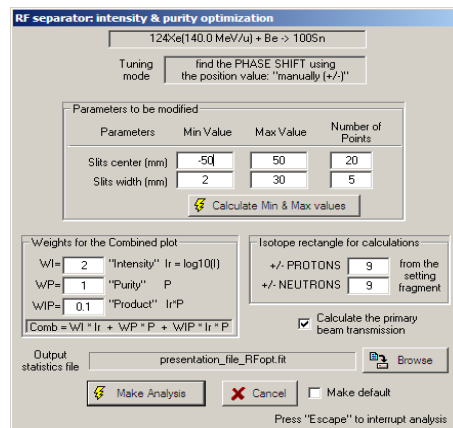 RF separator: intensity & purity optimization
124Xe(140.0 MeV/u) + Be -> 100Sn
Tuning mode
find the PHASE SHIFT using the position value: "manually (+/-)"
Parameters to be modified
Parameters Min Value Max Value Number of Points
Slits center (mm) -50 50 20
Slits width (mm) 2 30 5
Calculate Min & Max values
Weights for the Combined plot
WI= 2 "Intensity" Ir = log10(I)
WP= 1 "Purity" P
WIP= 0.1 "Product" Ir*P
Comb = WI * Ir + WP * P + WIP * Ir * P
Isotope rectangle for calculations
+/- PROTONS 9
+/- NEUTRONS 9
from the setting fragment
Calculate the primary beam transmission
Output statistics file
presentation_file_RFopt.fit
Browse
Make Analysis
Cancel
Make default
Press "Escape" to interrupt analysis